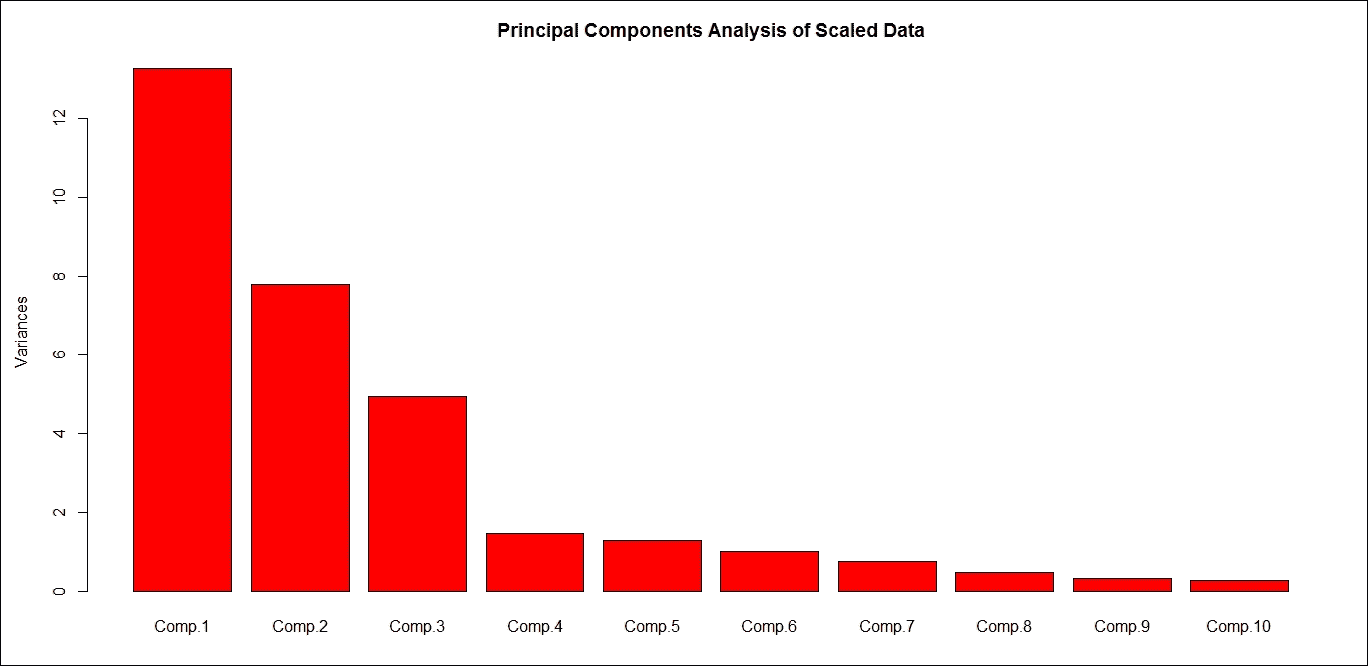 Principal Components Analysis of Scaled Data
Variances
12
10
8
6
4
2
0
Comp.1 Comp.2 Comp.3 Comp.4 Comp.5 Comp.6 Comp.7 Comp.8 Comp.9 Comp.10